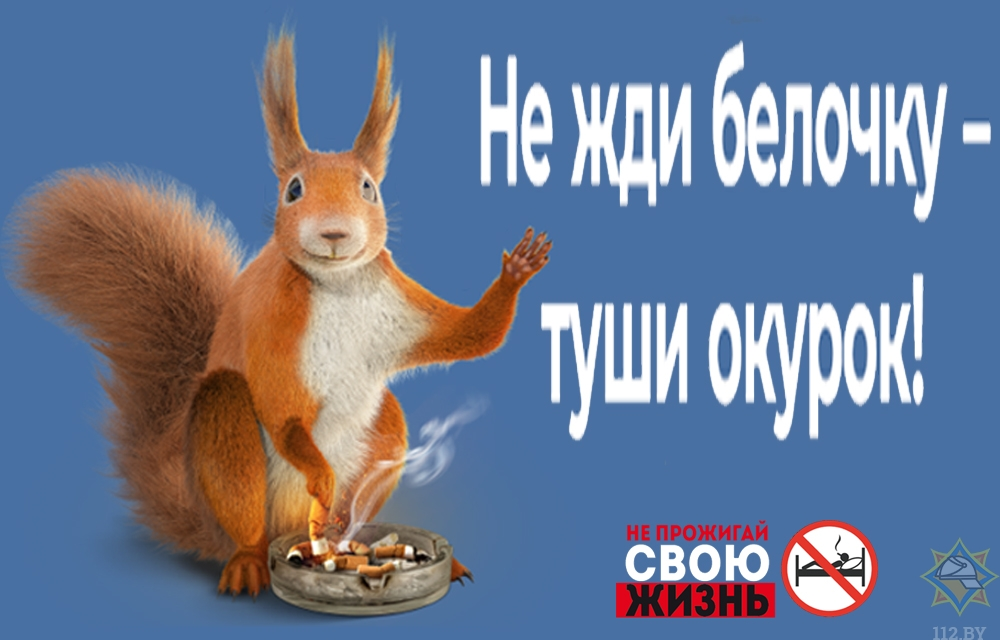 Не жди белочку –
туши окурок!
НЕ ПРОЖИГАЙ
СВОЮ
ЖИЗНЬ
112.BY